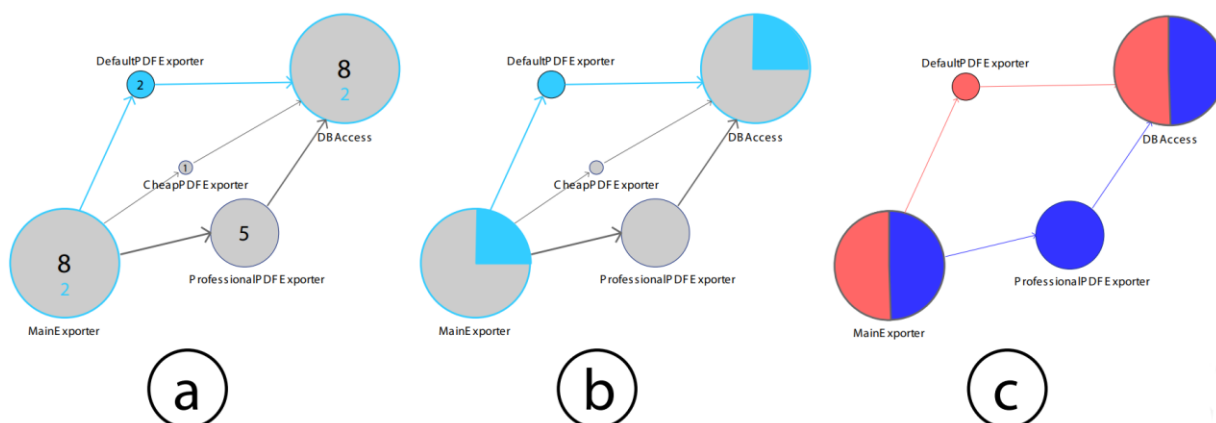 DefaultPDFExporter
8
2
2
DBAccess
1
CheapPDFExporter
5
8
2
ProfessionalPDFExporter
MainExporter
a
DefaultPDFExporter
DBAccess
CheapPDFExporter
ProfessionalPDFExporter
MainExporter
b
DefaultPDFExporter
DBAccess
ProfessionalPDFExporter
MainExporter
c